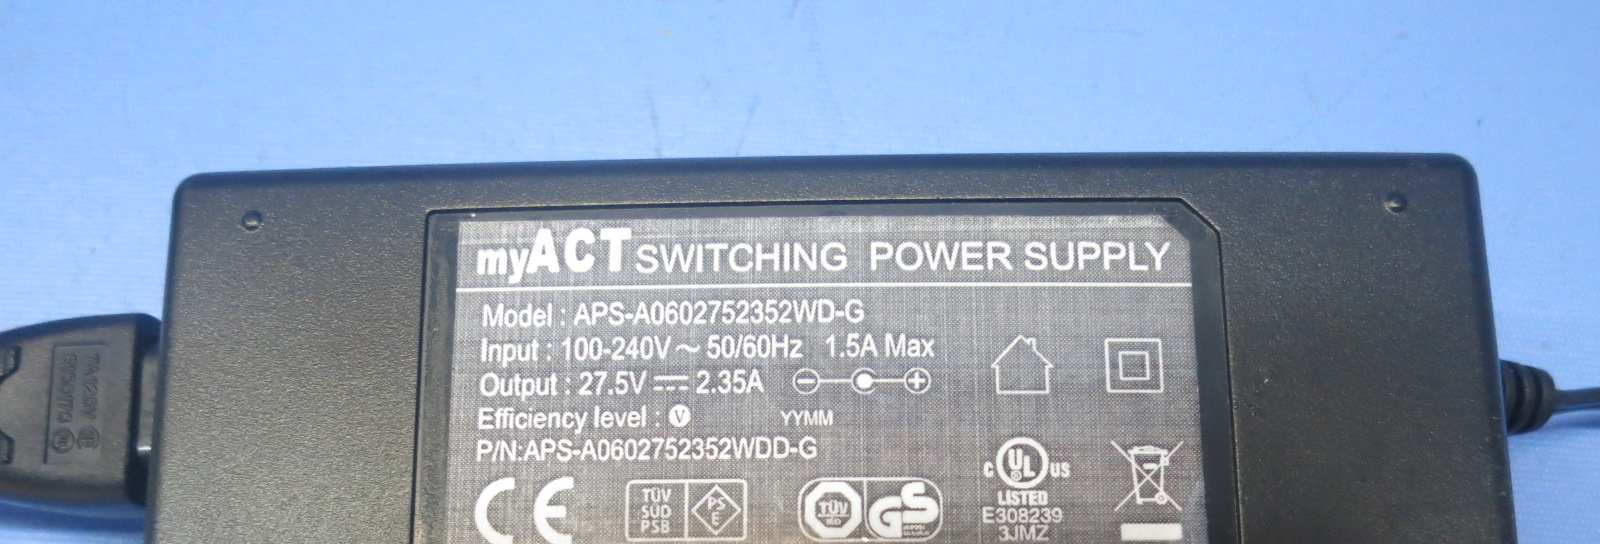 myACT SWITCHING POWER SUPPLY
Model : APS-A0602752352WD-G
Input : 100-240V ~ 50/60Hz 1.5A Max
Output : 27.5V ⎓ 2.35A
Efficiency level : V YYMM
P/N:APS-A0602752352WDD-G
CE
TÜV SÜD PSB
PS E
TÜV GS
c UL US
LISTED
E308239
3JMZ